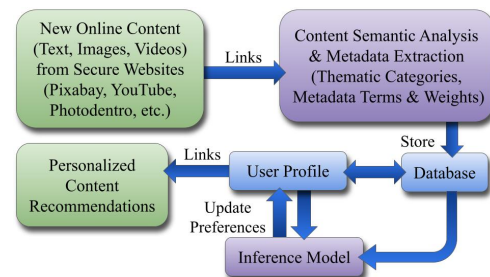 New Online Content
(Text, Images, Videos)
from Secure Websites
(Pixabay, YouTube,
Photodentro, etc.)
Links
Content Semantic Analysis
& Metadata Extraction
(Thematic Categories,
Metadata Terms & Weights)
Store
Personalized
Content
Recommendations
Links
User Profile
Database
Update
Preferences
Inference Model